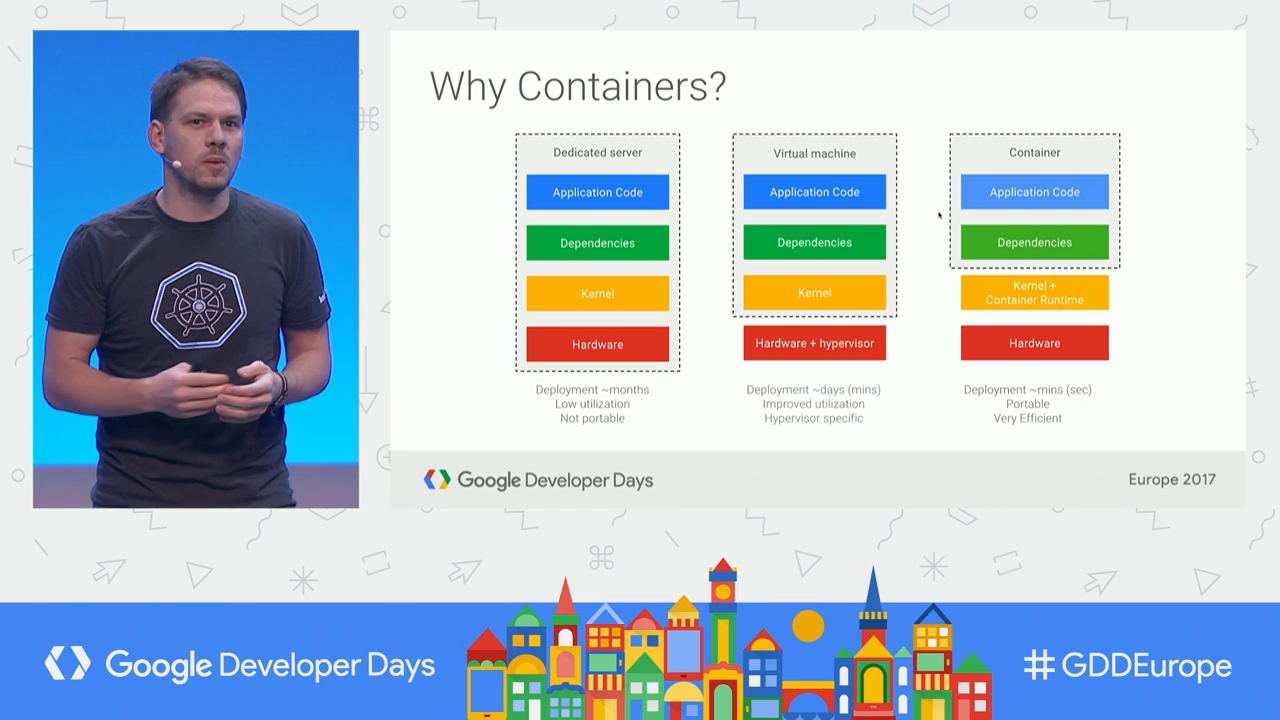 Why Containers?
Dedicated server
Application Code
Dependencies
Kernel
Hardware
Deployment ~months
Low utilization
Not portable
Virtual machine
Application Code
Dependencies
Kernel
Hardware + hypervisor
Deployment ~days (mins)
Improved utilization
Hypervisor specific
Container
Application Code
Dependencies
Kernel +
Container Runtime
Hardware
Deployment ~mins (sec)
Portable
Very Efficient
Google Developer Days
Europe 2017
Google Developer Days
#GDDEurope